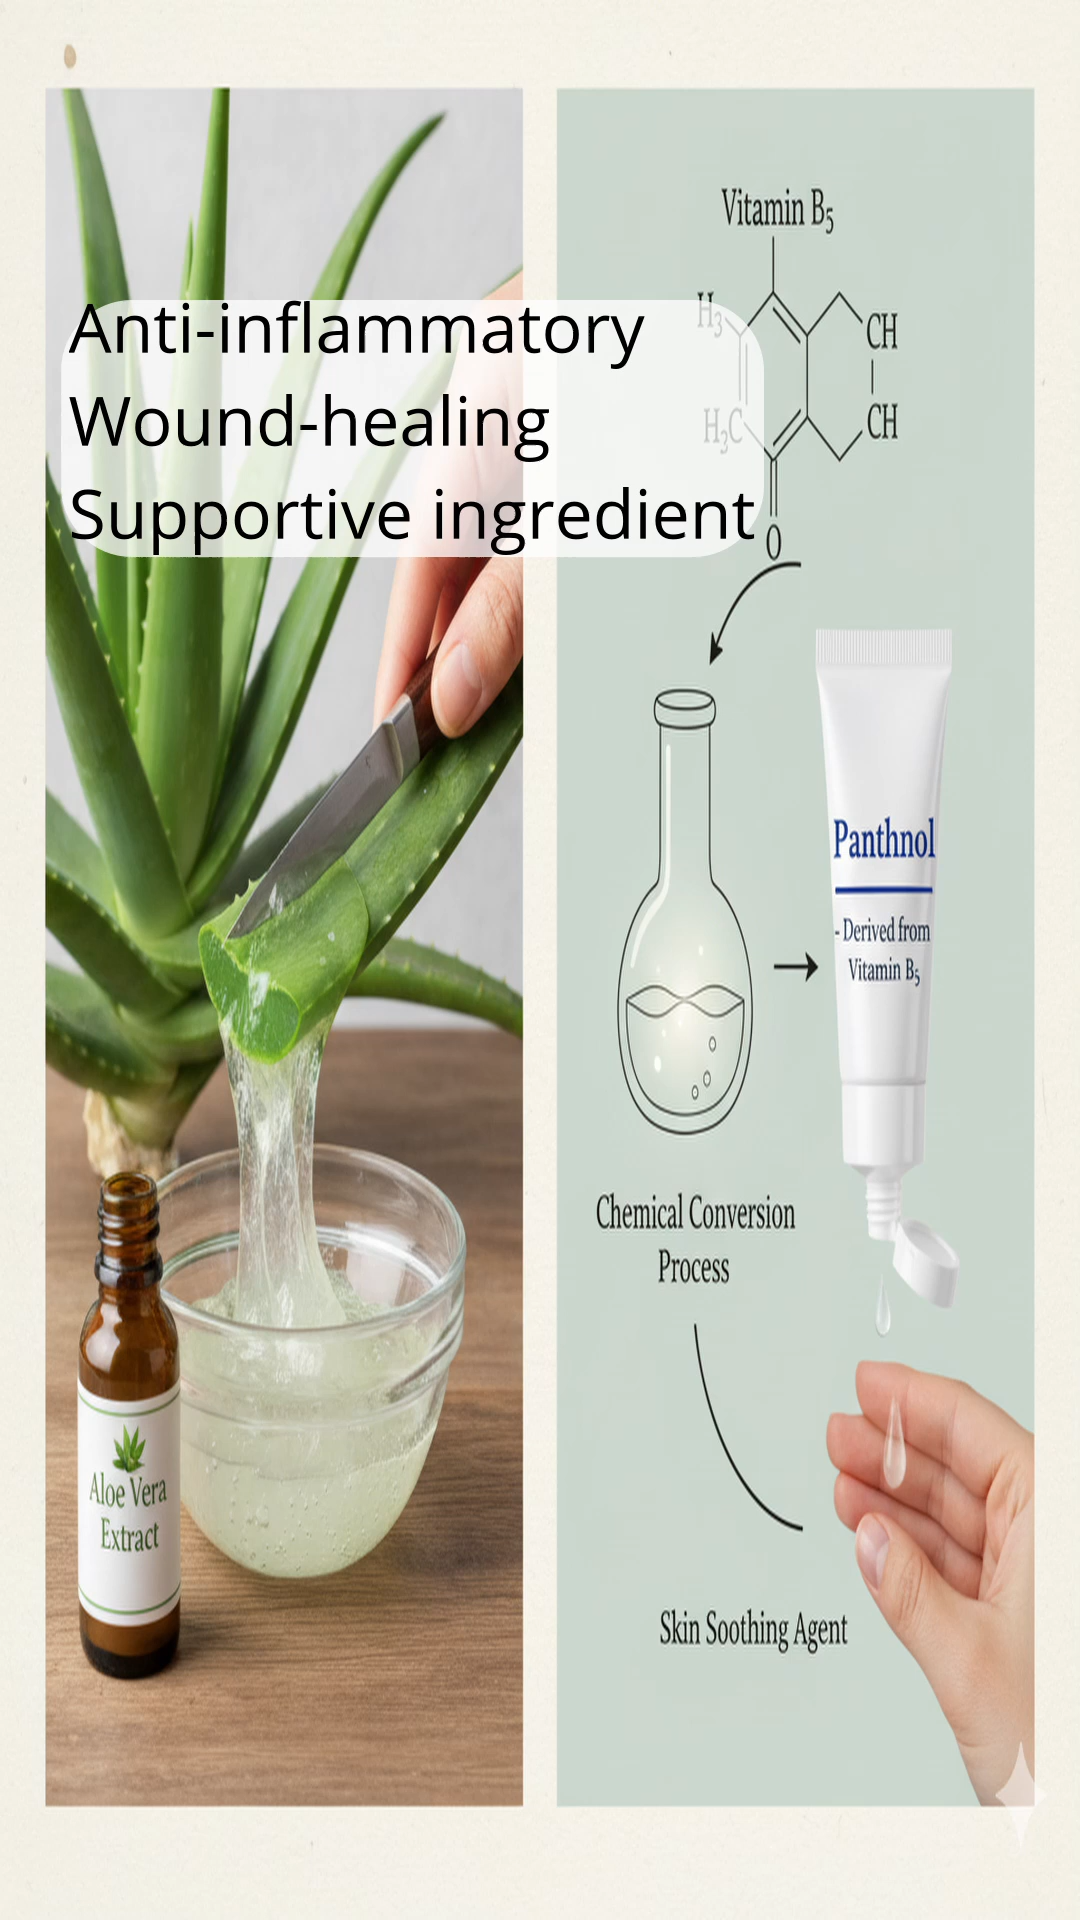 Anti-inflammatory
Wound-healing
Supportive ingredient
Vitamin B₅
H₃
CH
H₃C
CH
O
Panthnol
- Derived from
Vitamin B₅
Chemical Conversion
Process
Aloe Vera
Extract
Skin Soothing Agent